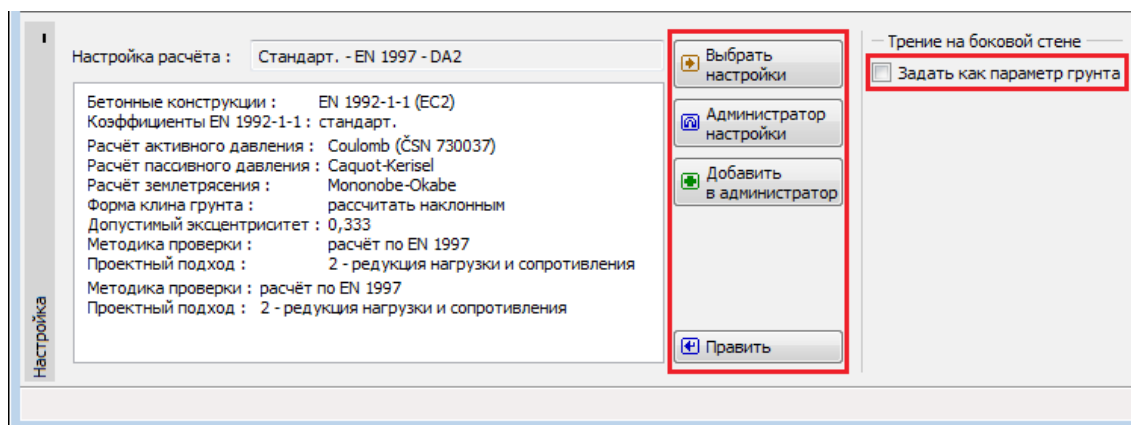 Настройка расчёта : Стандарт. - EN 1997 - DA2
Бетонные конструкции : EN 1992-1-1 (EC2)
Коэффициенты EN 1992-1-1 : стандарт.
Расчёт активного давления : Coulomb (ČSN 730037)
Расчёт пассивного давления : Caquot-Kerisel
Расчёт землетрясения : Mononobe-Okabe
Форма клина грунта : рассчитать наклонным
Допустимый эксцентриситет : 0,333
Методика проверки : расчёт по EN 1997
Проектный подход : 2 - редукция нагрузки и сопротивления
Методика проверки : расчёт по EN 1997
Проектный подход : 2 - редукция нагрузки и сопротивления
Выбрать
настройки
Администратор
настройки
Добавить
в администратор
Править
Трение на боковой стене
Задать как параметр грунта
Настройка